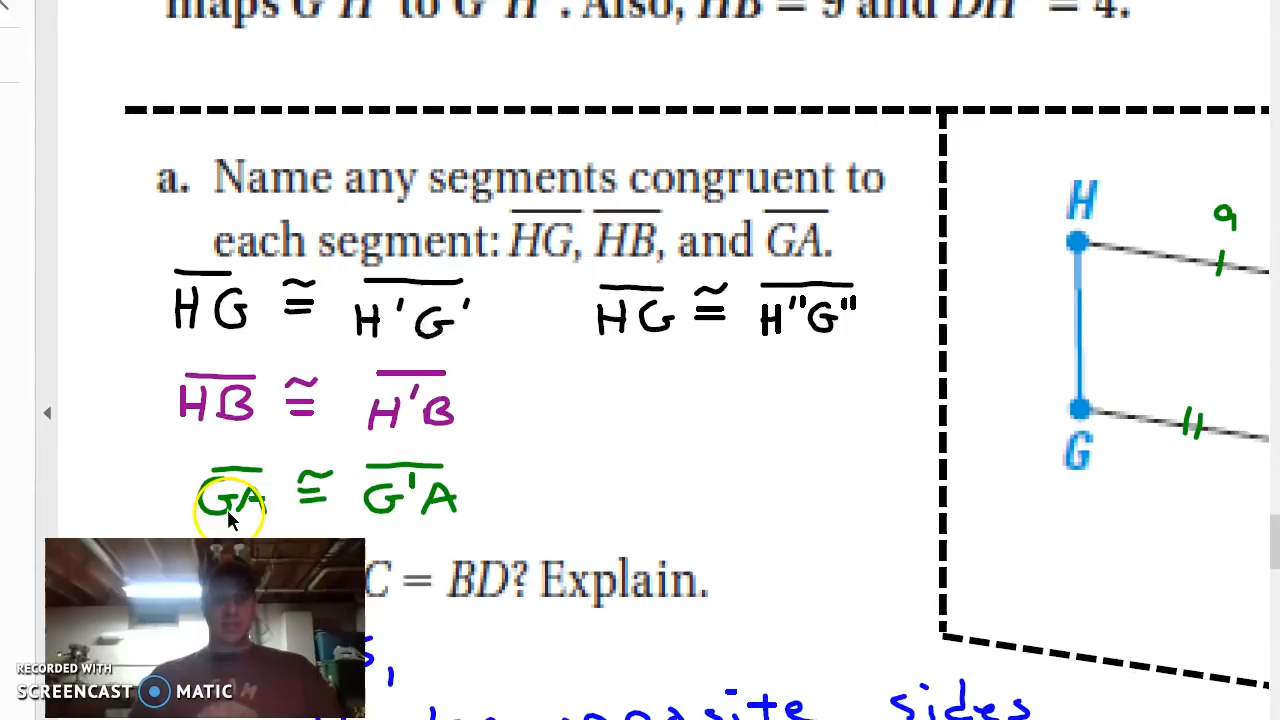 maps G'H' to G"H". Also, HB = 9 and DH" = 4.
a. Name any segments congruent to
each segment: HG, HB, and GA.
HG ≅ H'G' HG ≅ H"G"
HB ≅ H'B
GA ≅ G'A
C = BD? Explain.
opposite sides
H
9
G
RECORDED WITH
SCREENCAST MATIC